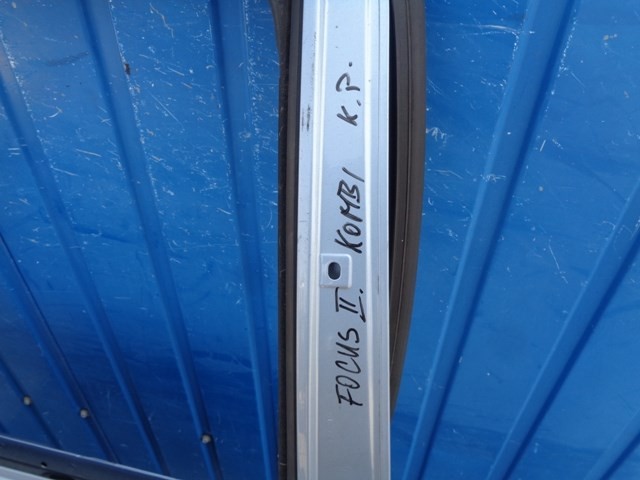 FOCUS II. KOMBI K.P.